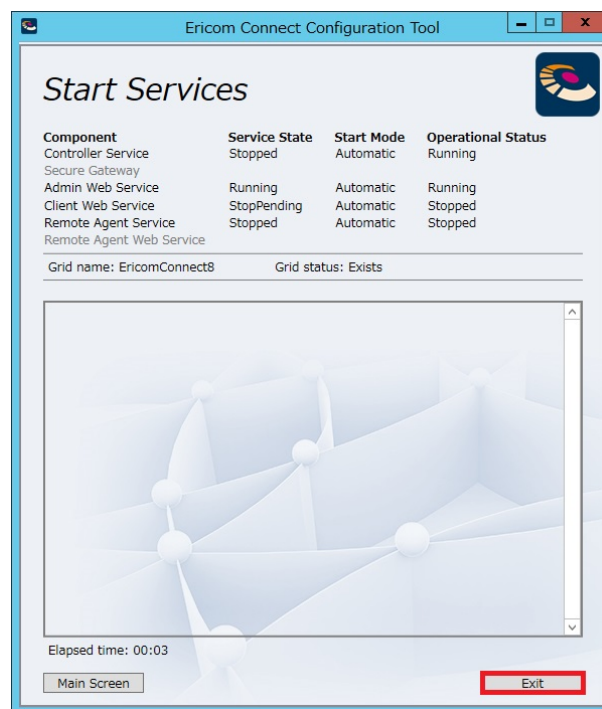 Ericom Connect Configuration Tool
Start Services
Component Service State Start Mode Operational Status
Controller Service Stopped Automatic Running
Secure Gateway
Admin Web Service Running Automatic Running
Client Web Service StopPending Automatic Stopped
Remote Agent Service Stopped Automatic Stopped
Remote Agent Web Service
Grid name: EricomConnect8 Grid status: Exists
Elapsed time: 00:03
Main Screen Exit